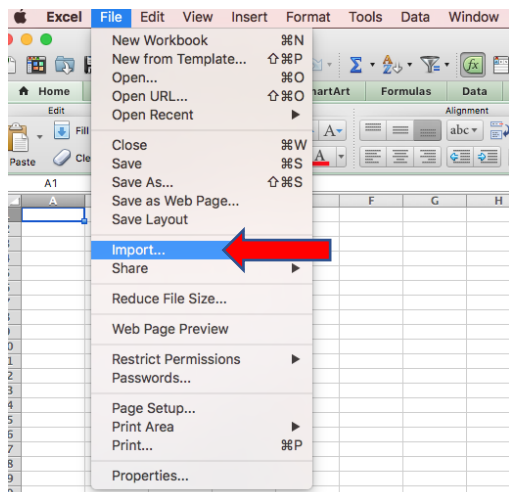 Excel File Edit View Insert Format Tools Data Window
New Workbook ⌘N
New from Template... ⇧⌘P
Open... ⌘O
Open URL... ⇧⌘O
Open Recent ▶
Close ⌘W
Save ⌘S
Save As... ⇧⌘S
Save as Web Page...
Save Layout
Import...
Share ▶
Reduce File Size...
Web Page Preview
Restrict Permissions ▶
Passwords...
Page Setup...
Print Area ▶
Print... ⌘P
Properties...
Home Formulas Data
Edit Alignment
Fill abc
Paste
A1
A F G H